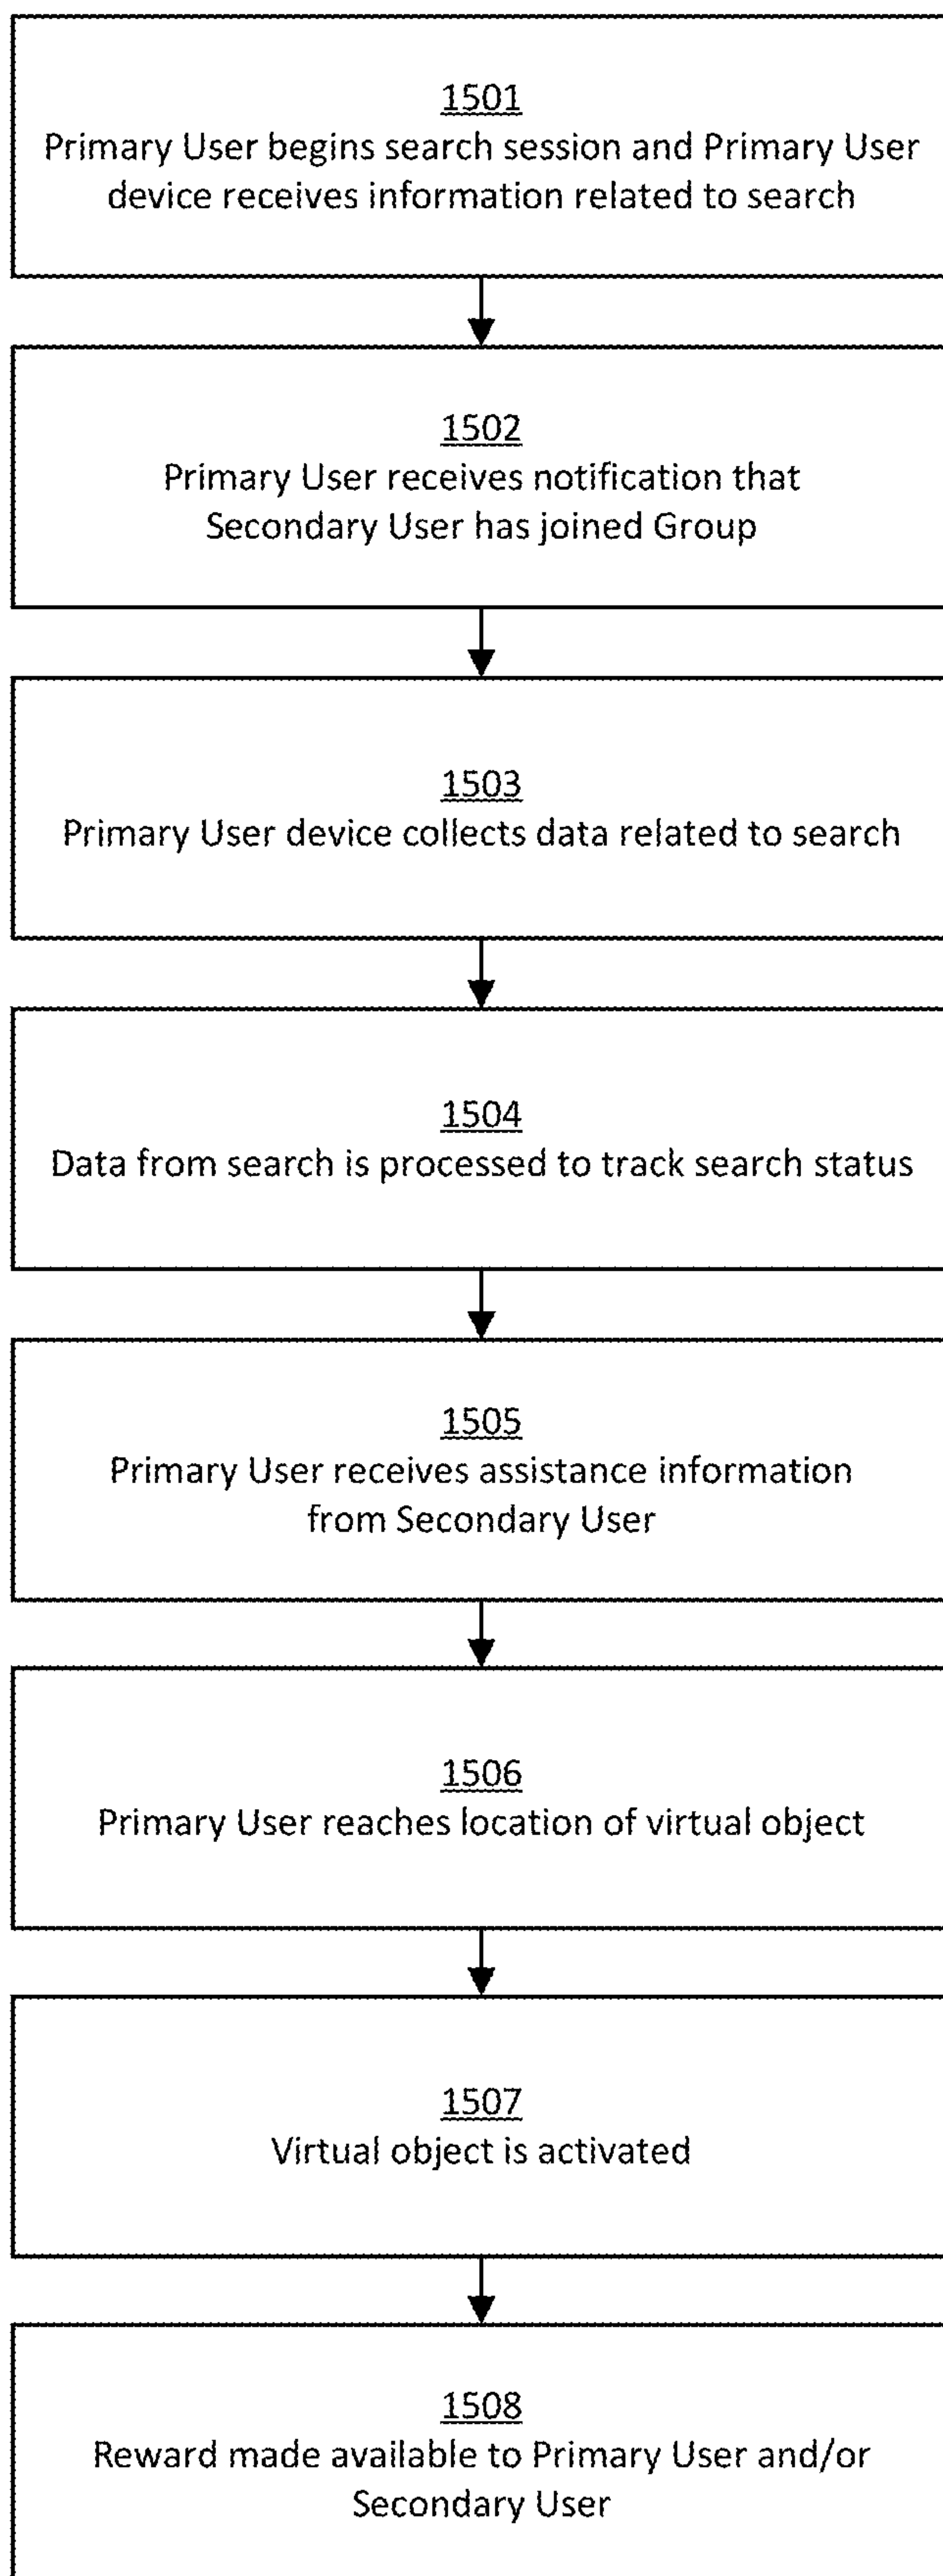 1501
Primary User begins search session and Primary User
device receives information related to search
1502
Primary User receives notification that
Secondary User has joined Group
1503
Primary User device collects data related to search
1504
Data from search is processed to track search status
1505
Primary User receives assistance information
from Secondary User
1506
Primary User reaches location of virtual object
1507
Virtual object is activated
1508
Reward made available to Primary User and/or
Secondary User